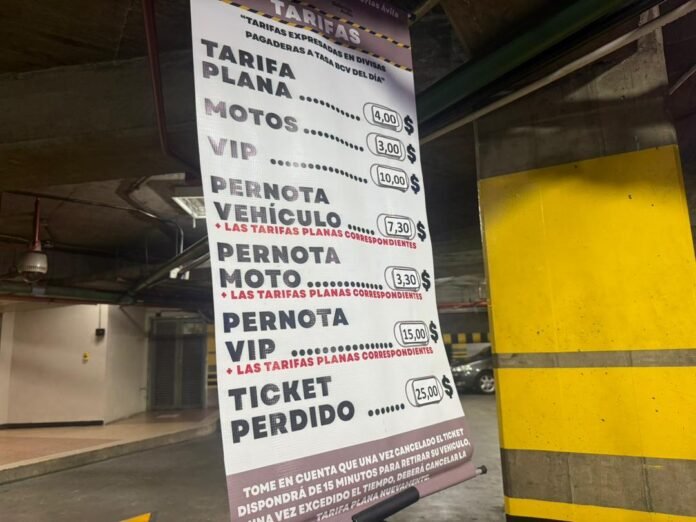 TARIFAS
"TARIFAS EXPRESADAS EN DIVISAS
PAGADERAS A TASA BCV DEL DÍA"
TARIFA
PLANA .......... 4,00 $
MOTOS .......... 3,00 $
VIP .......... 10,00 $
PERNOTA
VEHÍCULO ...... 7,30 $
+ LAS TARIFAS PLANAS CORRESPONDIENTES
PERNOTA
MOTO .......... 3,30 $
+ LAS TARIFAS PLANAS CORRESPONDIENTES
PERNOTA
VIP .......... 15,00 $
+ LAS TARIFAS PLANAS CORRESPONDIENTES
TICKET
PERDIDO ...... 25,00 $
TOME EN CUENTA QUE UNA VEZ CANCELADO EL TICKET
DISPONDRÁ DE 15 MINUTOS PARA RETIRAR SU VEHÍCULO,
UNA VEZ EXCEDIDO EL TIEMPO, DEBERÁ CANCELAR LA
TARIFA PLANA NUEVAMENTE.